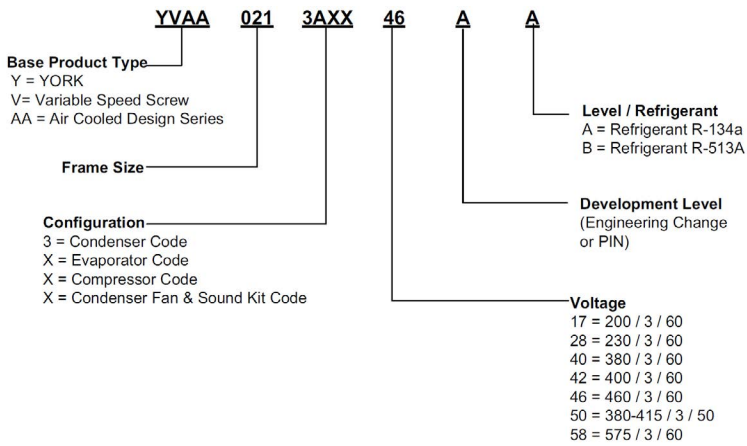 YVAA 021 3AXX 46 A A
Base Product Type
Y = YORK
V= Variable Speed Screw
AA = Air Cooled Design Series
Frame Size
Configuration
3 = Condenser Code
X = Evaporator Code
X = Compressor Code
X = Condenser Fan & Sound Kit Code
Level / Refrigerant
A = Refrigerant R-134a
B = Refrigerant R-513A
Development Level
(Engineering Change
or PIN)
Voltage
17 = 200 / 3 / 60
28 = 230 / 3 / 60
40 = 380 / 3 / 60
42 = 400 / 3 / 60
46 = 460 / 3 / 60
50 = 380-415 / 3 / 50
58 = 575 / 3 / 60